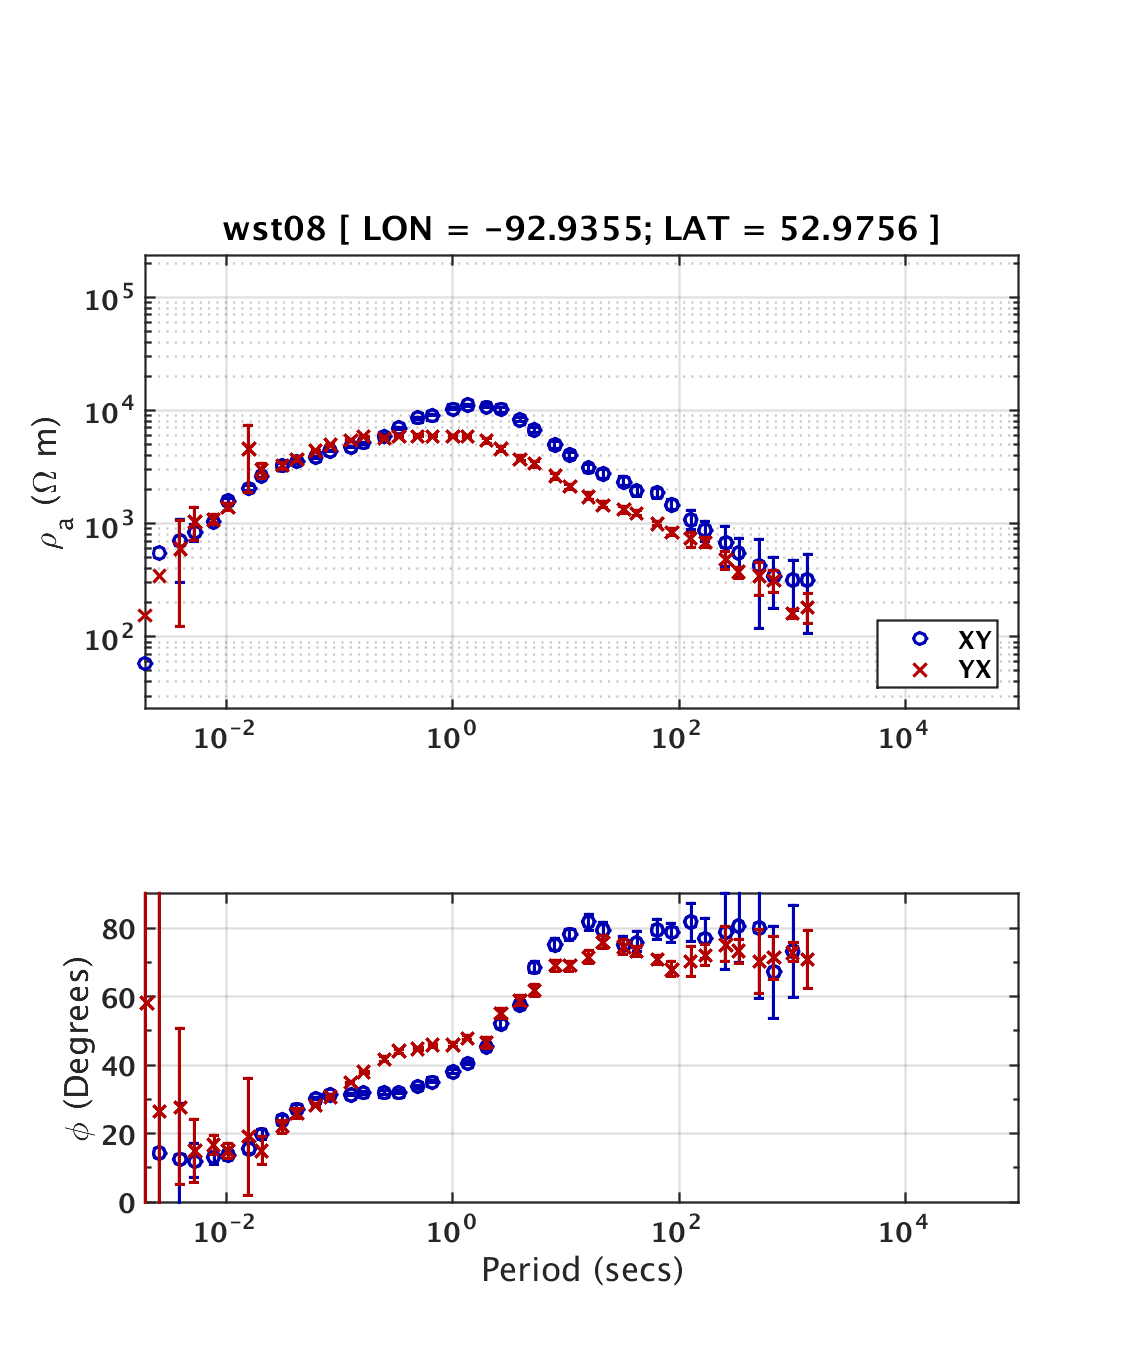 wst08 [ LON = -92.9355; LAT = 52.9756 ]
10^5
10^4
10^3
10^2
ρ_a (Ω m)
XY
YX
10^-2 10^0 10^2 10^4
80
60
40
20
0
ϕ (Degrees)
10^-2 10^0 10^2 10^4
Period (secs)